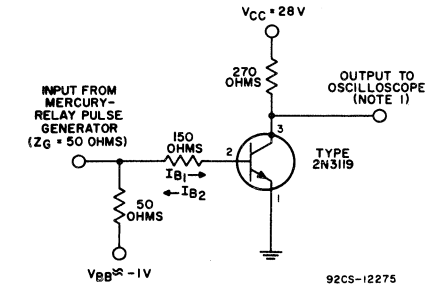 VCC = 28V
270
OHMS
OUTPUT TO
OSCILLOSCOPE
(NOTE 1)
INPUT FROM
MERCURY-
RELAY PULSE
GENERATOR
(ZG = 50 OHMS)
150
OHMS
3
2
TYPE
2N3119
IB1
IB2
1
50
OHMS
VBB ≈ -1V
92CS-12275